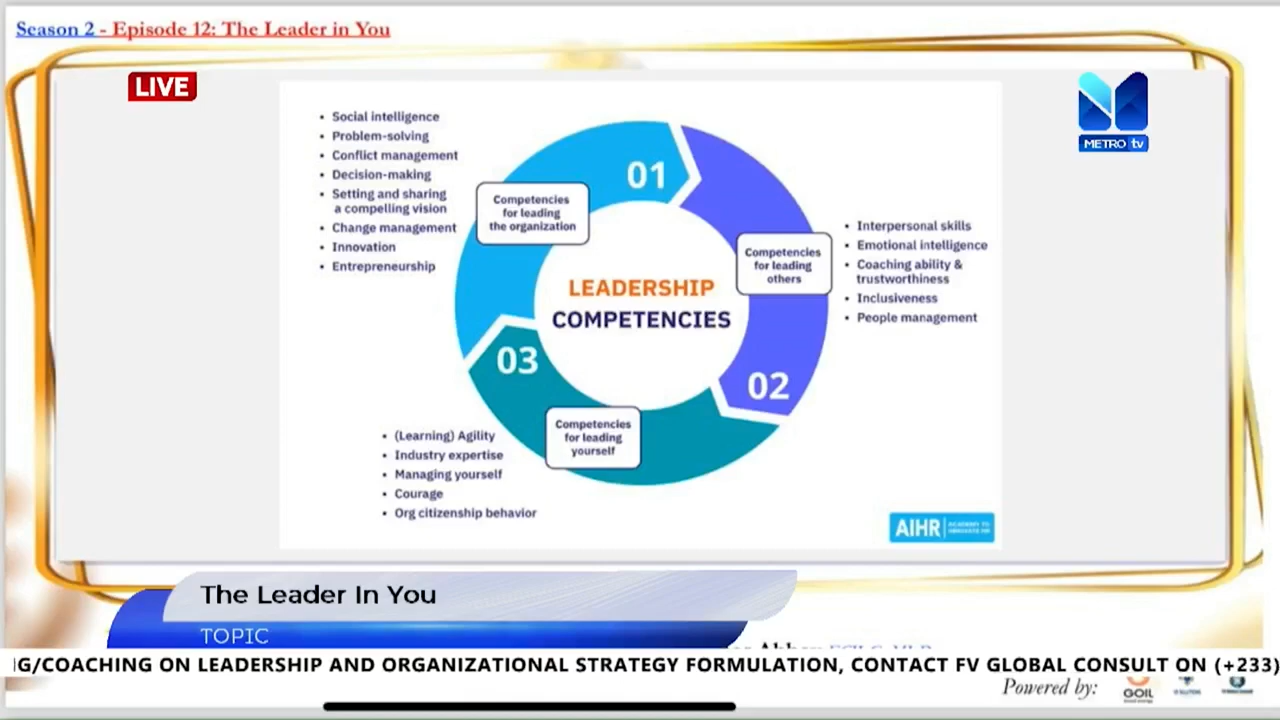 Season 2 - Episode 12: The Leader in You
LIVE
METRO tv
• Social intelligence
• Problem-solving
• Conflict management
• Decision-making
• Setting and sharing
a compelling vision
• Change management
• Innovation
• Entrepreneurship
01
Competencies
for leading
the organization
Competencies
for leading
others
• Interpersonal skills
• Emotional intelligence
• Coaching ability &
trustworthiness
• Inclusiveness
• People management
LEADERSHIP
COMPETENCIES
03
02
Competencies
for leading
yourself
• (Learning) Agility
• Industry expertise
• Managing yourself
• Courage
• Org citizenship behavior
AIHR
ACADEMY TO
INNOVATE HR
The Leader In You
TOPIC
G/COACHING ON LEADERSHIP AND ORGANIZATIONAL STRATEGY FORMULATION, CONTACT FV GLOBAL CONSULT ON (+233)
Powered by:
GOIL